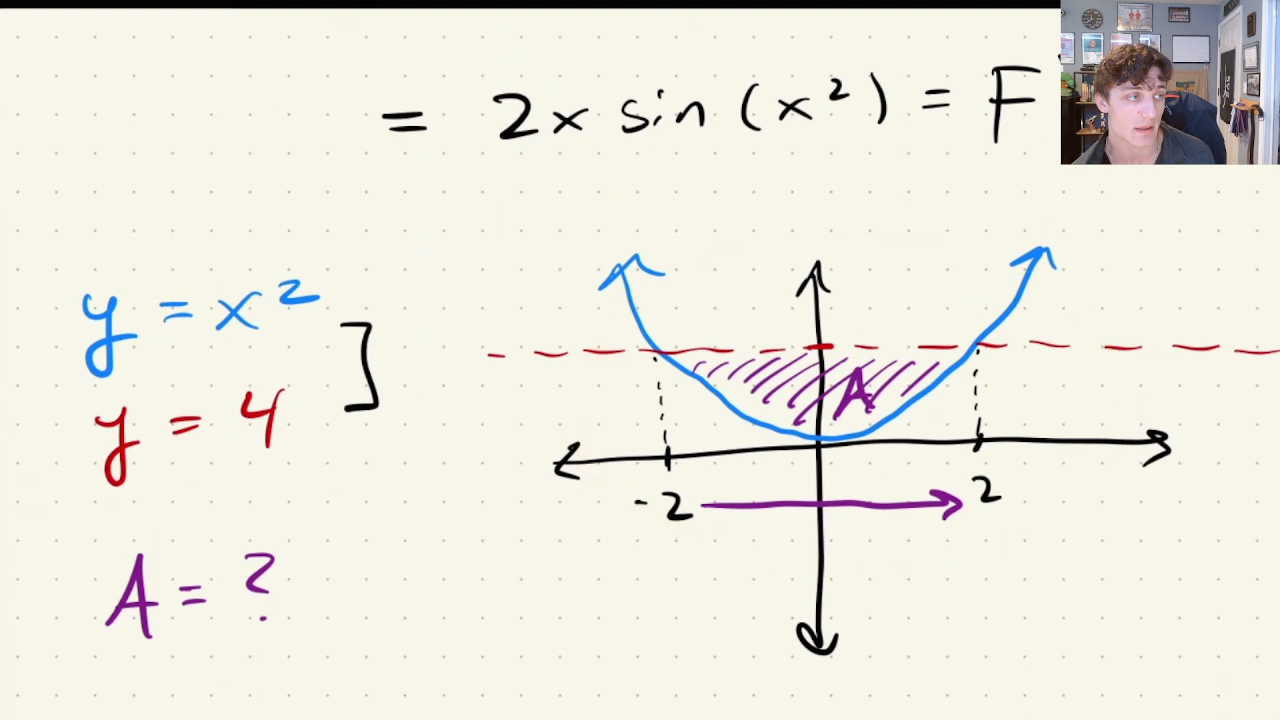 = 2x sin (x²) = F
y = x²
y = 4
]
A
-2
2
A = ?